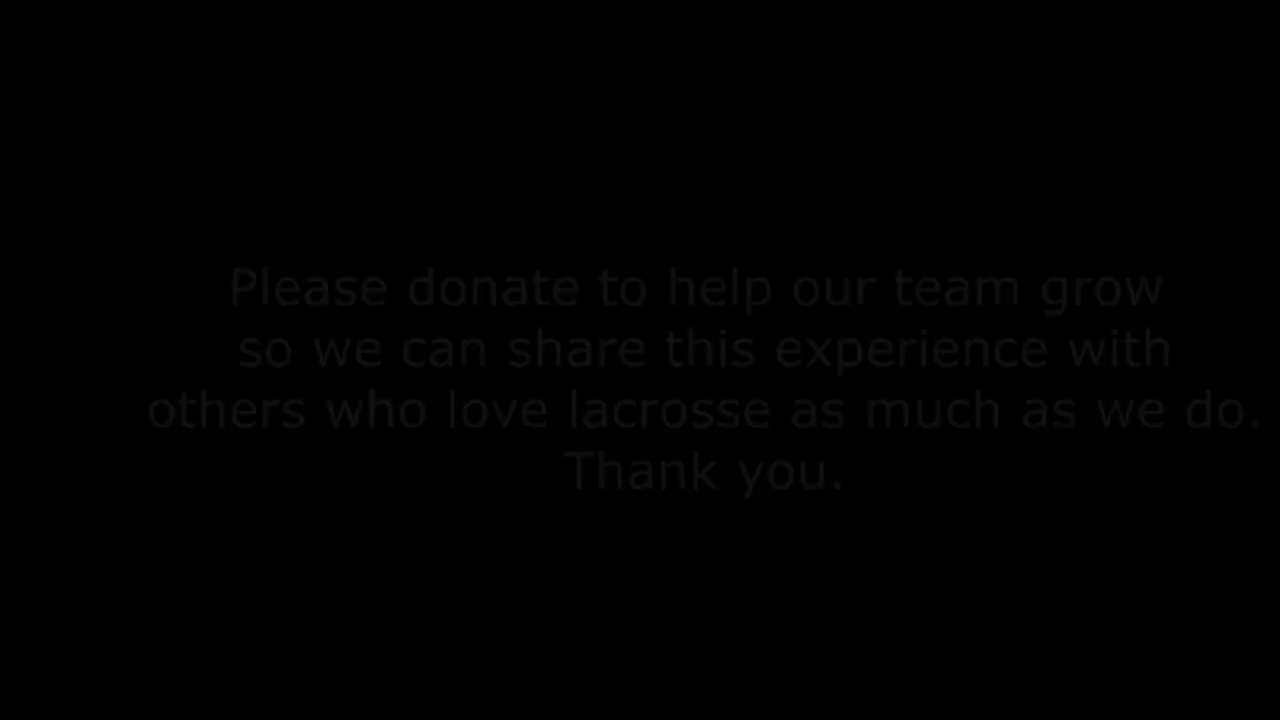 Please donate to help our team grow
so we can share this experience with
others who love lacrosse as much as we do.
Thank you.